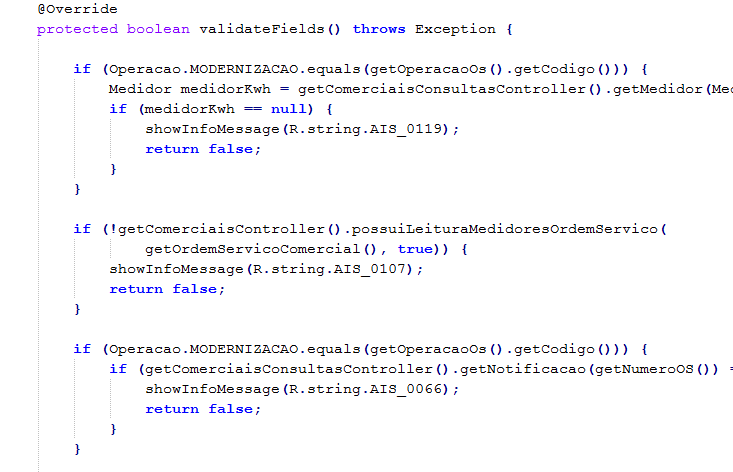 @Override
protected boolean validateFields() throws Exception {
if (Operacao.MODERNIZACAO.equals(getOperacaoOs().getCodigo())) {
Medidor medidorKwh = getComerciaisConsultasController().getMedidor(Med
if (medidorKwh == null) {
showInfoMessage(R.string.AIS_0119);
return false;
}
}
if (!getComerciaisController().possuiLeituraMedidoresOrdemServico(
getOrdemServicoComercial(), true)) {
showInfoMessage(R.string.AIS_0107);
return false;
}
if (Operacao.MODERNIZACAO.equals(getOperacaoOs().getCodigo())) {
if (getComerciaisConsultasController().getNotificacao(getNumeroOS()) =
showInfoMessage(R.string.AIS_0066);
return false;
}
}